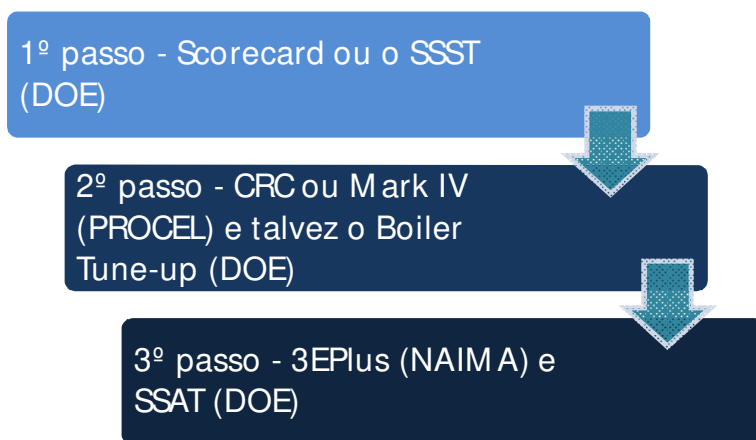 1º passo - Scorecard ou o SSST
(DOE)
2º passo - CRC ou Mark IV
(PROCEL) e talvez o Boiler
Tune-up (DOE)
3º passo - 3EPlus (NAIMA) e
SSAT (DOE)